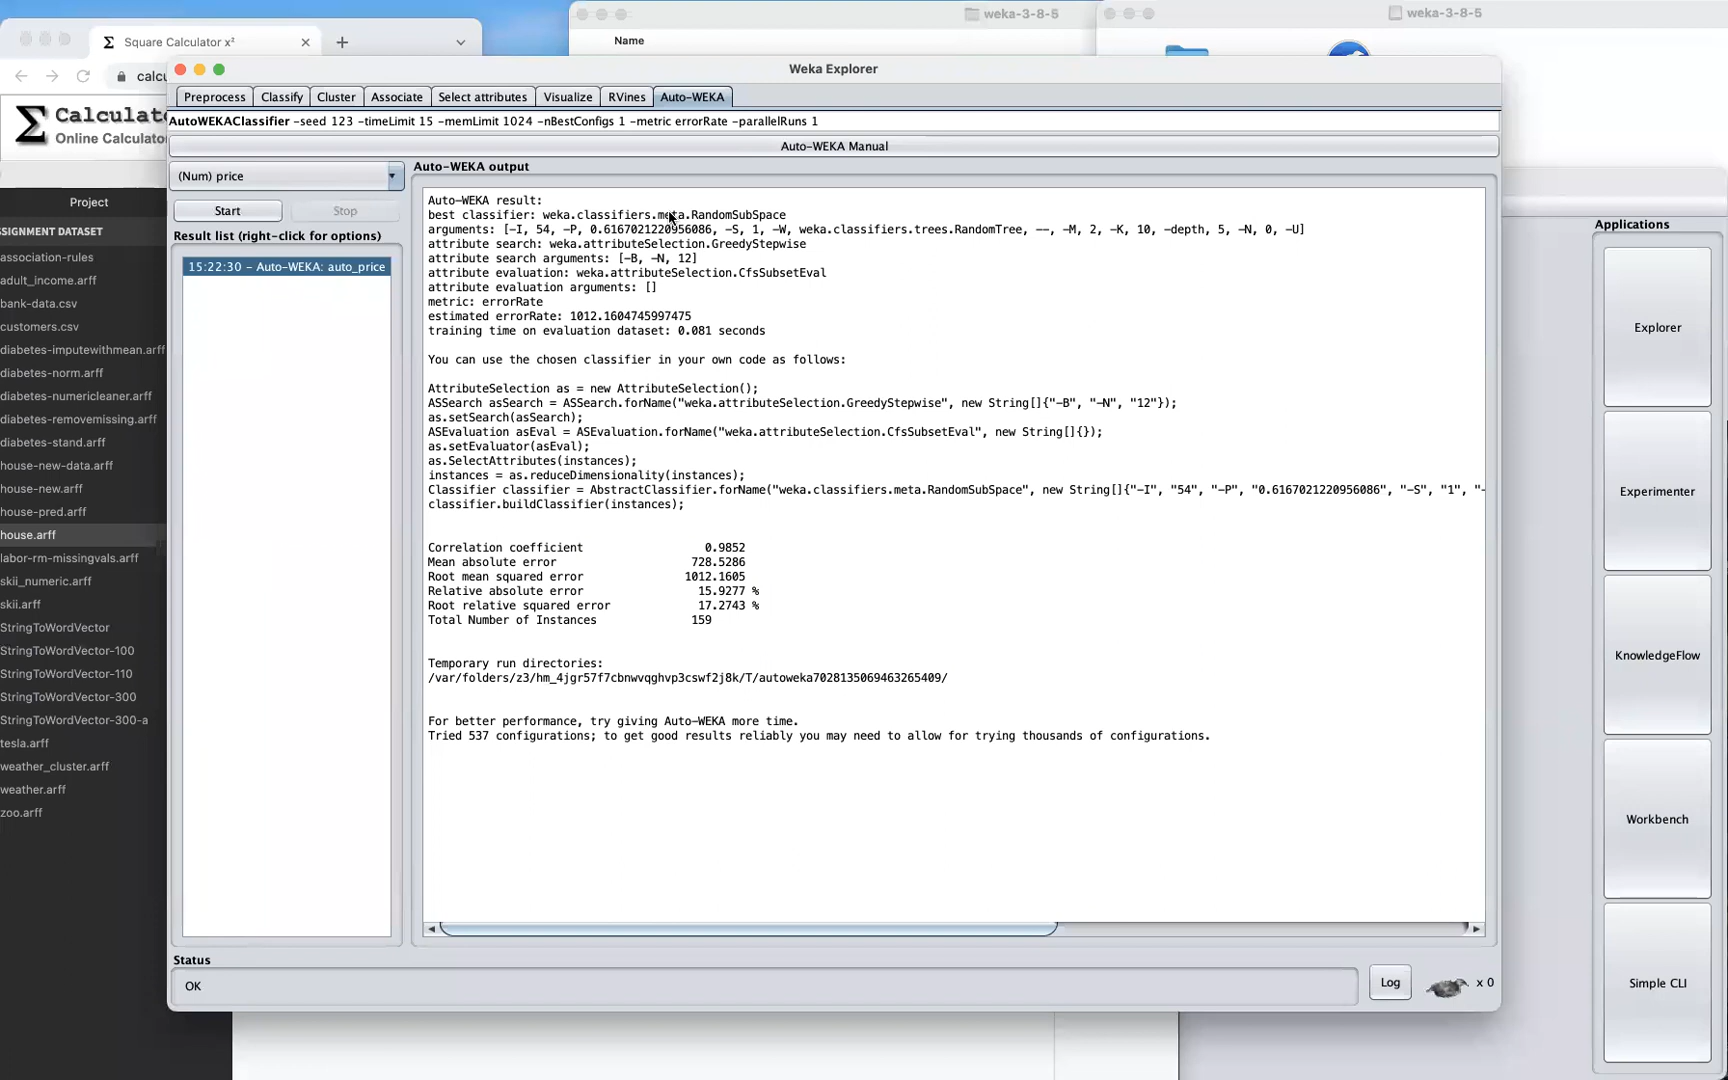 weka-3-8-5
weka-3-8-5
Square Calculator x²
Name
Weka Explorer
Σ Calculat
Online Calculato
Preprocess
Classify
Cluster
Associate
Select attributes
Visualize
RVines
Auto-WEKA
AutoWEKAClassifier -seed 123 -timeLimit 15 -memLimit 1024 -nBestConfigs 1 -metric errorRate -parallelRuns 1
Auto-WEKA Manual
(Num) price
Start
Stop
Result list (right-click for options)
15:22:30 - Auto-WEKA: auto_price
Auto-WEKA output
Auto-WEKA result:
best classifier: weka.classifiers.meta.RandomSubSpace
arguments: [-I, 54, -P, 0.6167021220956086, -S, 1, -W, weka.classifiers.trees.RandomTree, --, -M, 2, -K, 10, -depth, 5, -N, 0, -U]
attribute search: weka.attributeSelection.GreedyStepwise
attribute search arguments: [-B, -N, 12]
attribute evaluation: weka.attributeSelection.CfsSubsetEval
attribute evaluation arguments: []
metric: errorRate
estimated errorRate: 1012.1604745997475
training time on evaluation dataset: 0.081 seconds
You can use the chosen classifier in your own code as follows:
AttributeSelection as = new AttributeSelection();
ASSearch asSearch = ASSearch.forName("weka.attributeSelection.GreedyStepwise", new String[]{"-B", "-N", "12"});
as.setSearch(asSearch);
ASEvaluation asEval = ASEvaluation.forName("weka.attributeSelection.CfsSubsetEval", new String[]{});
as.setEvaluator(asEval);
as.SelectAttributes(instances);
instances = as.reduceDimensionality(instances);
Classifier classifier = AbstractClassifier.forName("weka.classifiers.meta.RandomSubSpace", new String[]{"-I", "54", "-P", "0.6167021220956086", "-S", "1", "-
classifier.buildClassifier(instances);
Correlation coefficient 0.9852
Mean absolute error 728.5286
Root mean squared error 1012.1605
Relative absolute error 15.9277 %
Root relative squared error 17.2743 %
Total Number of Instances 159
Temporary run directories:
/var/folders/z3/hm_4jgr57f7cbnwvqghvp3cswf2j8k/T/autoweka7028135069463265409/
For better performance, try giving Auto-WEKA more time.
Tried 537 configurations; to get good results reliably you may need to allow for trying thousands of configurations.
Status
OK
Log
x 0
Project
SSIGNMENT DATASET
association-rules
adult_income.arff
bank-data.csv
customers.csv
diabetes-imputewithmean.arff
diabetes-norm.arff
diabetes-numericleaner.arff
diabetes-removemissing.arff
diabetes-stand.arff
house-new-data.arff
house-new.arff
house-pred.arff
house.arff
labor-rm-missingvals.arff
skii_numeric.arff
skii.arff
StringToWordVector
StringToWordVector-100
StringToWordVector-110
StringToWordVector-300
StringToWordVector-300-a
tesla.arff
weather_cluster.arff
weather.arff
zoo.arff
Applications
Explorer
Experimenter
KnowledgeFlow
Workbench
Simple CLI